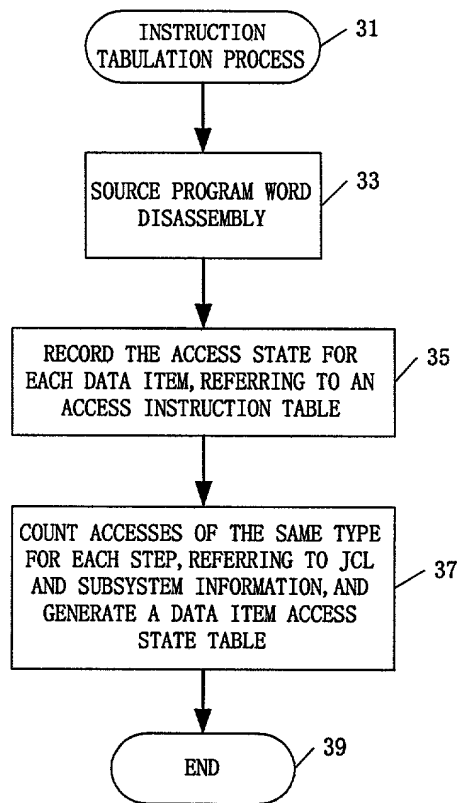 INSTRUCTION
TABULATION PROCESS
31
SOURCE PROGRAM WORD
DISASSEMBLY
33
RECORD THE ACCESS STATE FOR
EACH DATA ITEM, REFERRING TO AN
ACCESS INSTRUCTION TABLE
35
COUNT ACCESSES OF THE SAME TYPE
FOR EACH STEP, REFERRING TO JCL
AND SUBSYSTEM INFORMATION, AND
GENERATE A DATA ITEM ACCESS
STATE TABLE
37
END
39